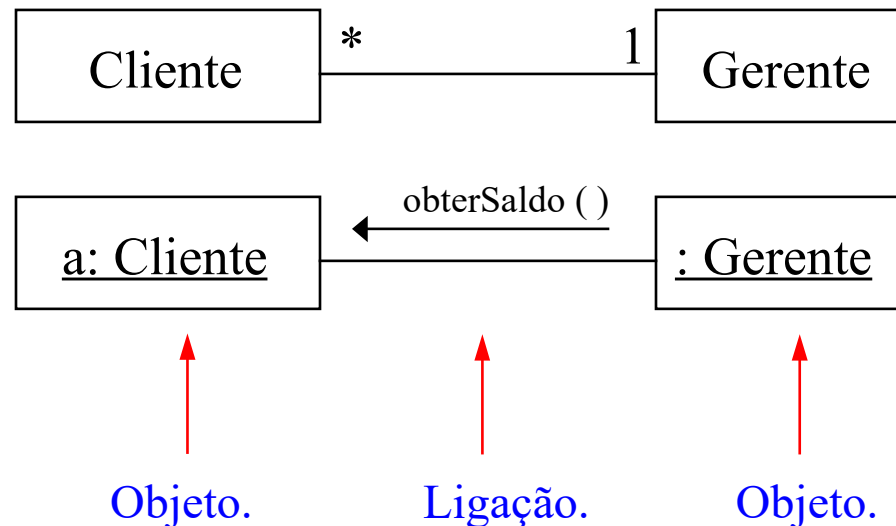 Cliente * 1 Gerente
obterSaldo ( )
a: Cliente : Gerente
Objeto. Ligação. Objeto.